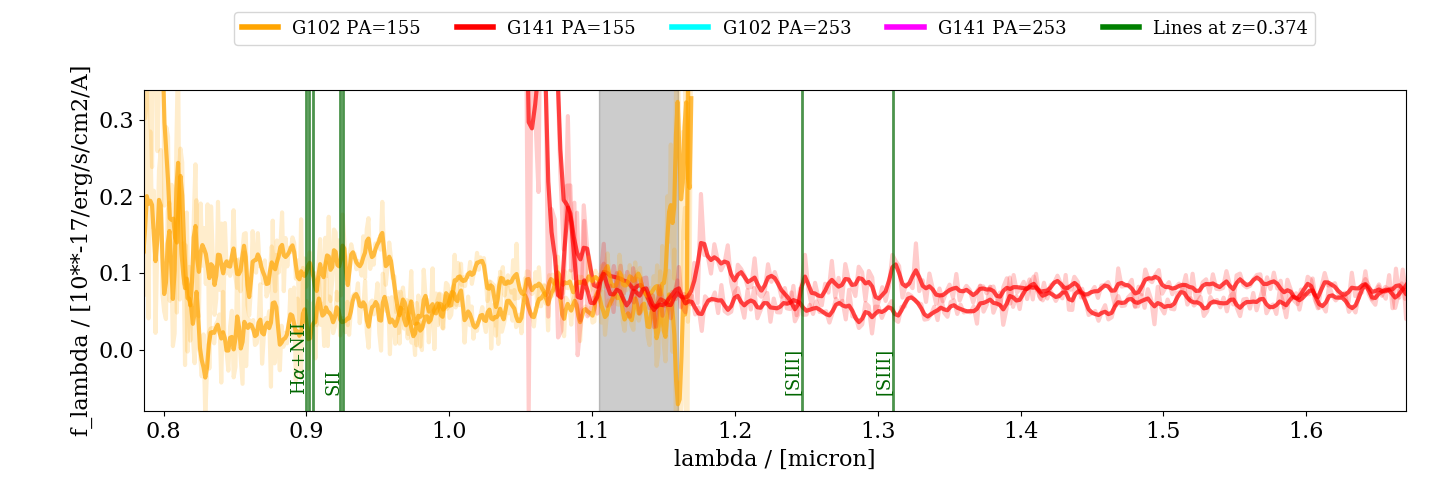 G102 PA=155 G141 PA=155 G102 PA=253 G141 PA=253 Lines at z=0.374
f_lambda / [10**-17/erg/s/cm2/A]
0.3
0.2
0.1
0.0
Hα+NII
SII
[SIII]
[SIII]
0.8 0.9 1.0 1.1 1.2 1.3 1.4 1.5 1.6
lambda / [micron]